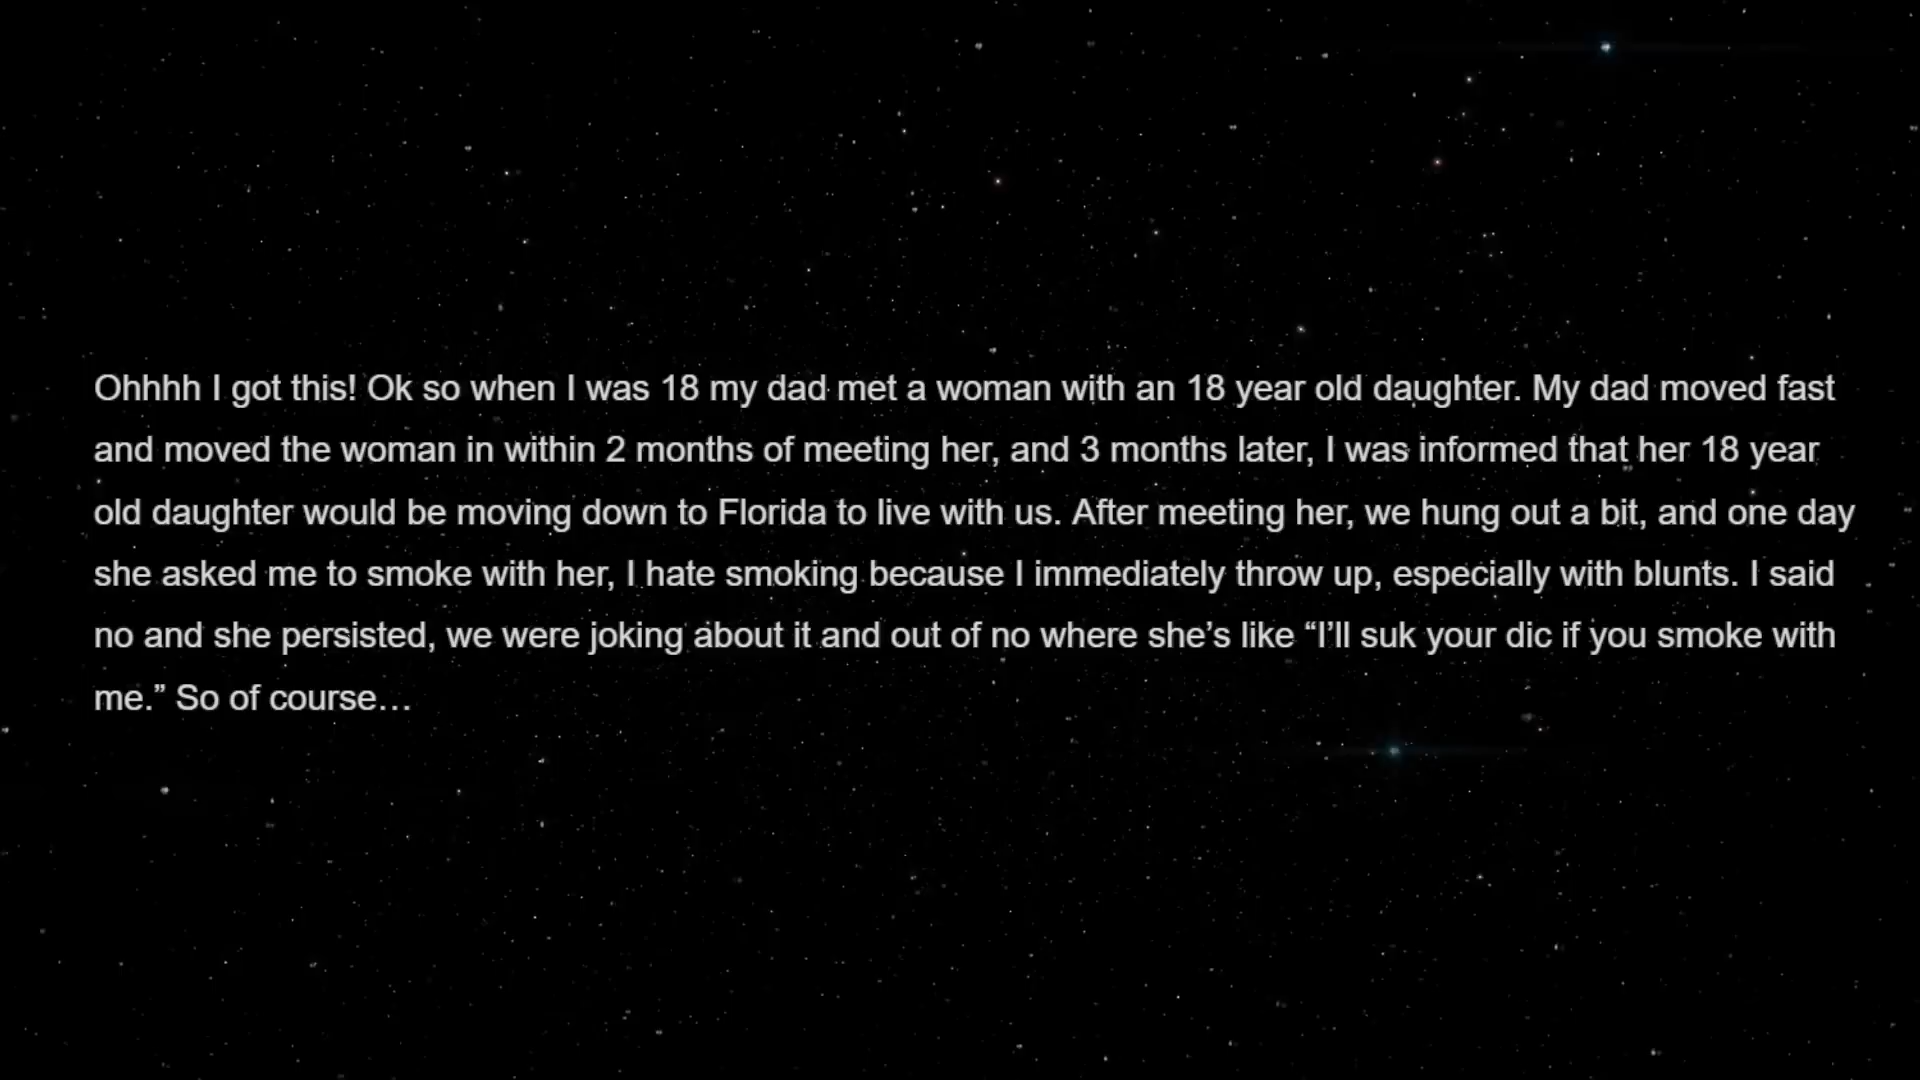 Ohhhh I got this! Ok so when I was 18 my dad met a woman with an 18 year old daughter. My dad moved fast
and moved the woman in within 2 months of meeting her, and 3 months later, I was informed that her 18 year
old daughter would be moving down to Florida to live with us. After meeting her, we hung out a bit, and one day
she asked me to smoke with her, I hate smoking because I immediately throw up, especially with blunts. I said
no and she persisted, we were joking about it and out of no where she’s like “I’ll suk your dic if you smoke with
me.” So of course…